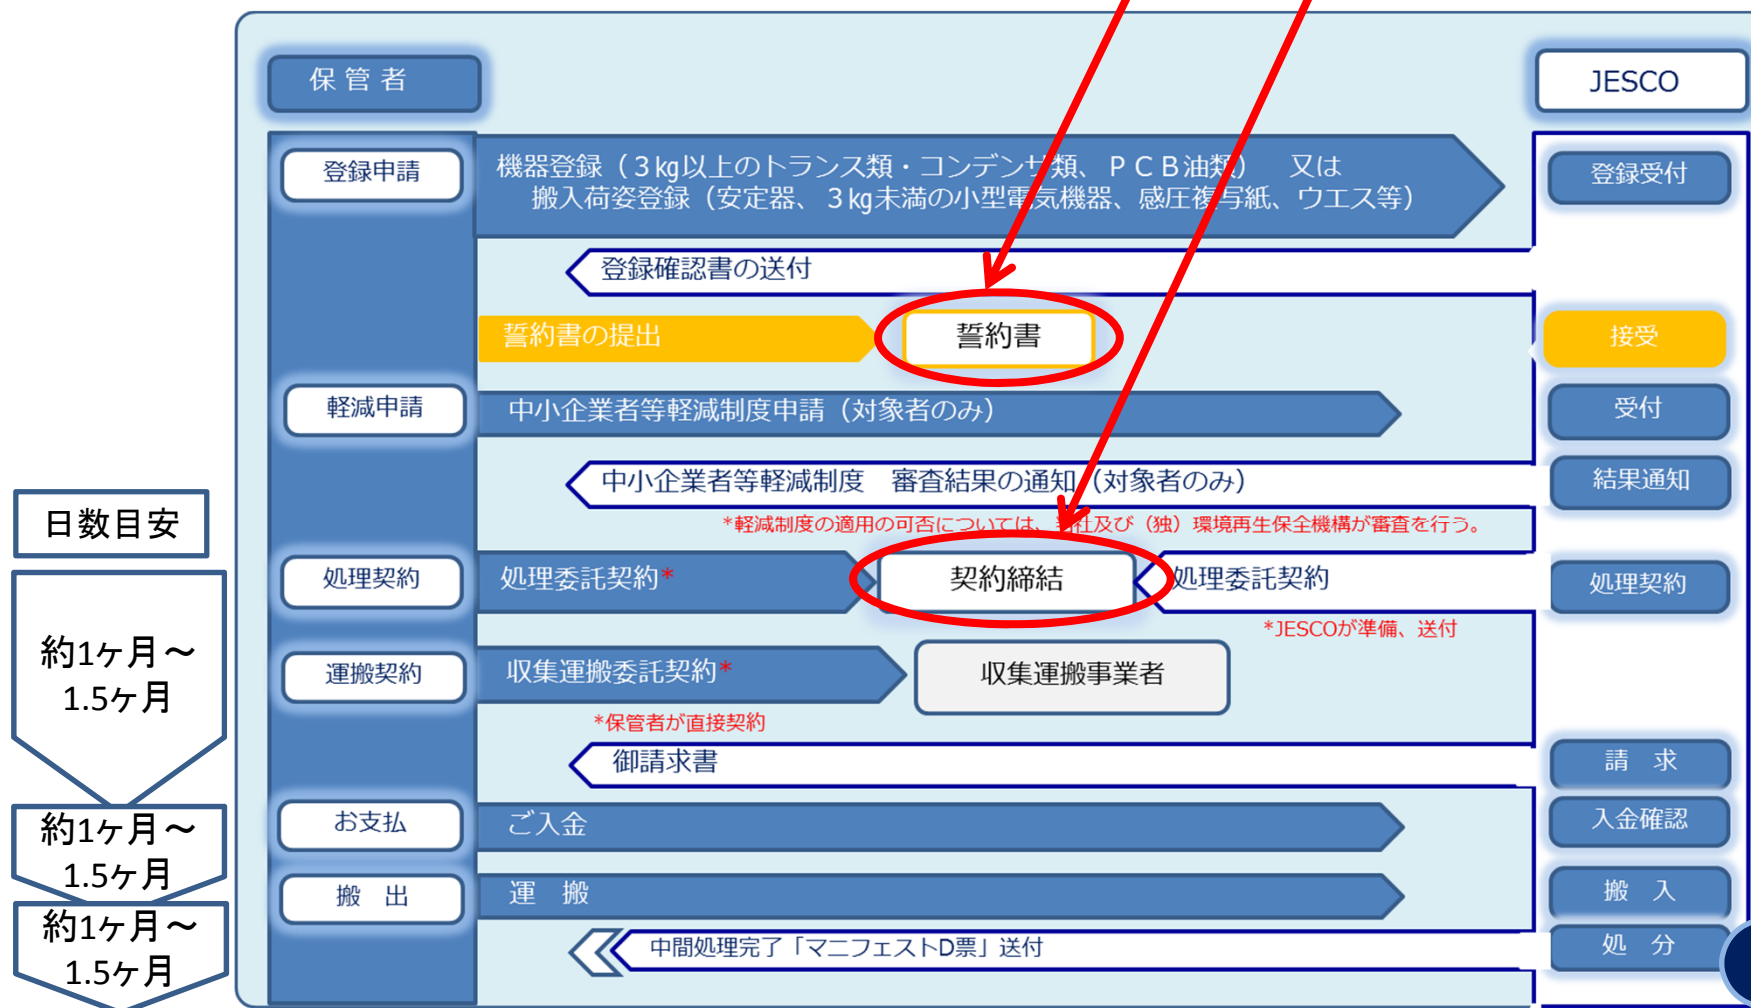 保管者
JESCO
登録申請
機器登録（３㎏以上のトランス類・コンデンサ類、ＰＣＢ油類）　又は
搬入荷姿登録（安定器、３㎏未満の小型電気機器、感圧複写紙、ウエス等）
登録受付
登録確認書の送付
誓約書の提出
誓約書
接受
軽減申請
中小企業者等軽減制度申請（対象者のみ）
受付
中小企業者等軽減制度　審査結果の通知（対象者のみ）
結果通知
*軽減制度の適用の可否については、当社及び（独）環境再生保全機構が審査を行う。
日数目安
処理契約
処理委託契約*
契約締結
処理委託契約
処理契約
*JESCOが準備、送付
約1ヶ月～
1.5ヶ月
運搬契約
収集運搬委託契約*
収集運搬事業者
*保管者が直接契約
御請求書
請　求
お支払
ご入金
入金確認
約1ヶ月～
1.5ヶ月
搬　出
運　搬
搬　入
約1ヶ月～
1.5ヶ月
中間処理完了「マニフェストD票」送付
処　分